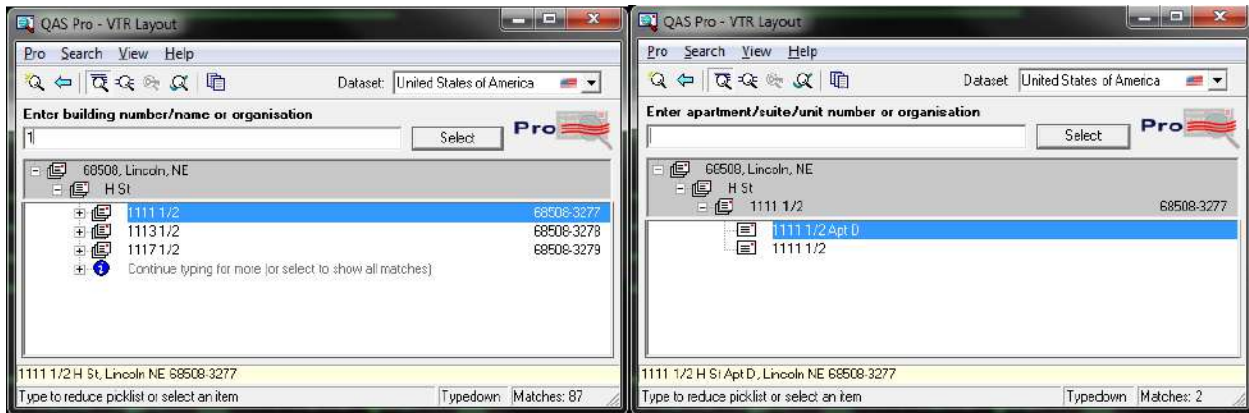 QAS Pro - VTR Layout
Pro Search View Help
Dataset: United States of America
Enter building number/name or organisation
1
Select
Pro
68508, Lincoln, NE
H St
1111 1/2 68508-3277
1113 1/2 68508-3278
1117 1/2 68508-3279
Continue typing for more (or select to show all matches)
1111 1/2 H St, Lincoln NE 68508-3277
Type to reduce picklist or select an item Typedown Matches: 87
QAS Pro - VTR Layout
Pro Search View Help
Dataset: United States of America
Enter apartment/suite/unit number or organisation
Select
Pro
68508, Lincoln, NE
H St
1111 1/2 68508-3277
1111 1/2 Apt D
1111 1/2
1111 1/2 H St Apt D, Lincoln NE 68508-3277
Type to reduce picklist or select an item Typedown Matches: 2